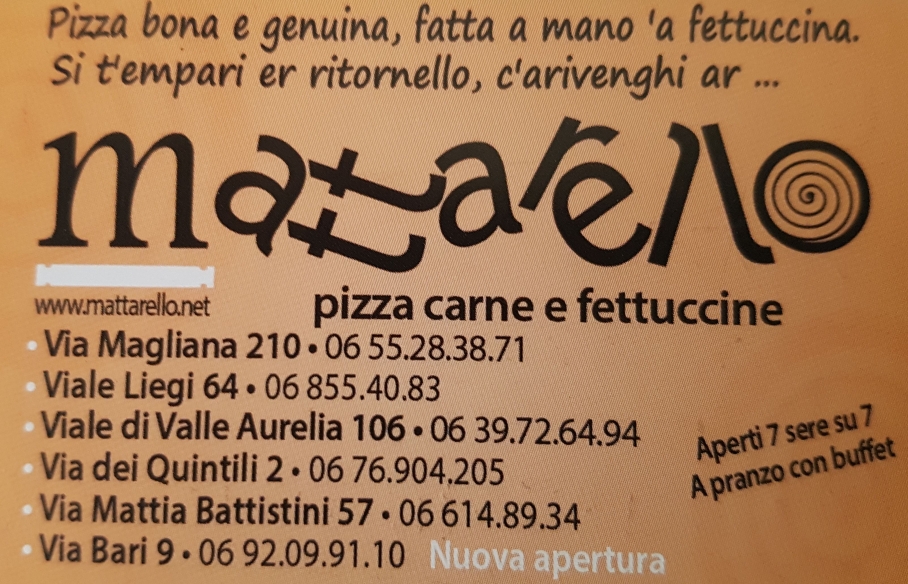 Pizza bona e genuina, fatta a mano 'a fettuccina.
Si t'empari er ritornello, c'arivenghi ar ...
mattarello
www.mattarello.net
pizza carne e fettuccine
• Via Magliana 210 • 06 55.28.38.71
• Viale Liegi 64 • 06 855.40.83
• Viale di Valle Aurelia 106 • 06 39.72.64.94
• Via dei Quintili 2 • 06 76.904.205
• Via Mattia Battistini 57 • 06 614.89.34
• Via Bari 9 • 06 92.09.91.10 Nuova apertura
Aperti 7 sere su 7
A pranzo con buffet